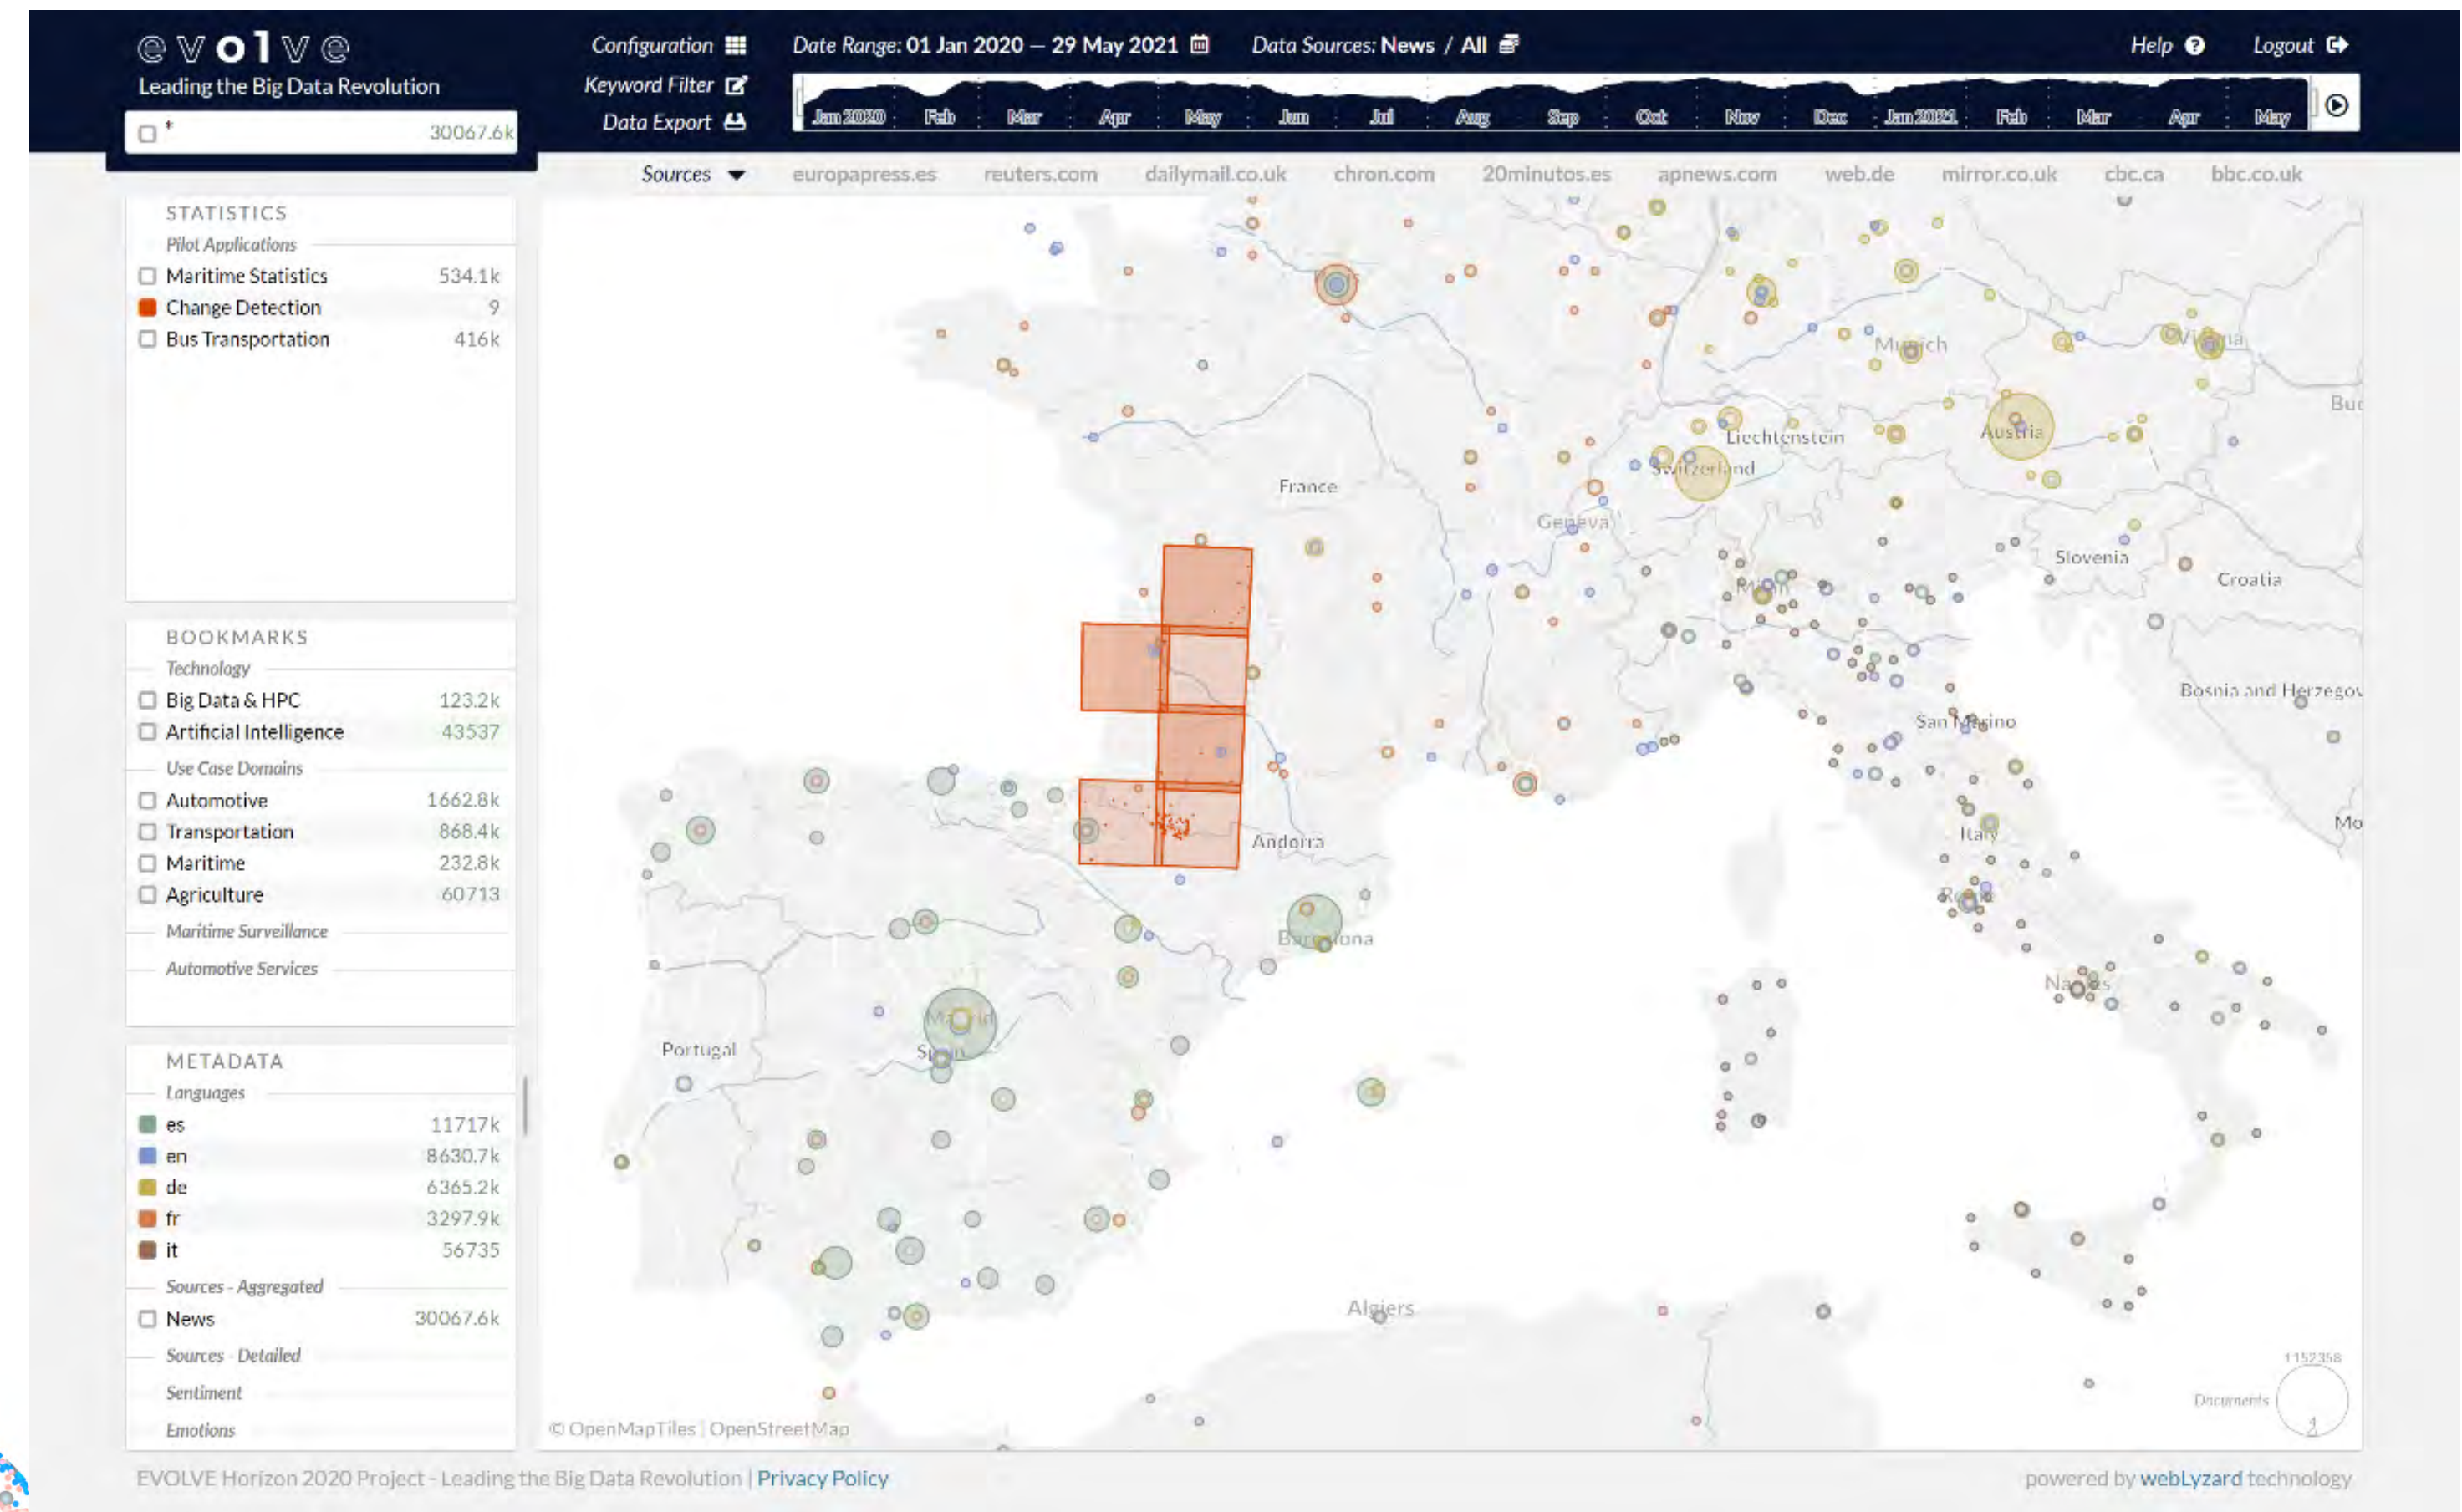 evolve
Leading the Big Data Revolution
* 30067.6k
Configuration
Keyword Filter
Data Export
Date Range: 01 Jan 2020 — 29 May 2021
Data Sources: News / All
Help
Logout
Jan 2020 Feb Mar Apr May Jun Jul Aug Sep Oct Nov Dec Jan 2021 Feb Mar Apr May
Sources europapress.es reuters.com dailymail.co.uk chron.com 20minutos.es apnews.com web.de mirror.co.uk cbc.ca bbc.co.uk
STATISTICS
Pilot Applications
Maritime Statistics 534.1k
Change Detection 9
Bus Transportation 416k
BOOKMARKS
Technology
Big Data & HPC 123.2k
Artificial Intelligence 43537
Use Case Domains
Automotive 1662.8k
Transportation 868.4k
Maritime 232.8k
Agriculture 60713
Maritime Surveillance
Automotive Services
METADATA
Languages
es 11717k
en 8630.7k
de 6365.2k
fr 3297.9k
it 56735
Sources - Aggregated
News 30067.6k
Sources - Detailed
Sentiment
Emotions
Munich
Buc
Liechtenstein
Austria
Switzerland
France
Geneva
Slovenia
Croatia
Bosnia and Herzegov
San Marino
Mo
Italy
Andorra
Barcelona
Madrid
Portugal
Spain
Algiers
1152358
Documents
4
© OpenMapTiles | OpenStreetMap
EVOLVE Horizon 2020 Project - Leading the Big Data Revolution | Privacy Policy
powered by webLyzard technology